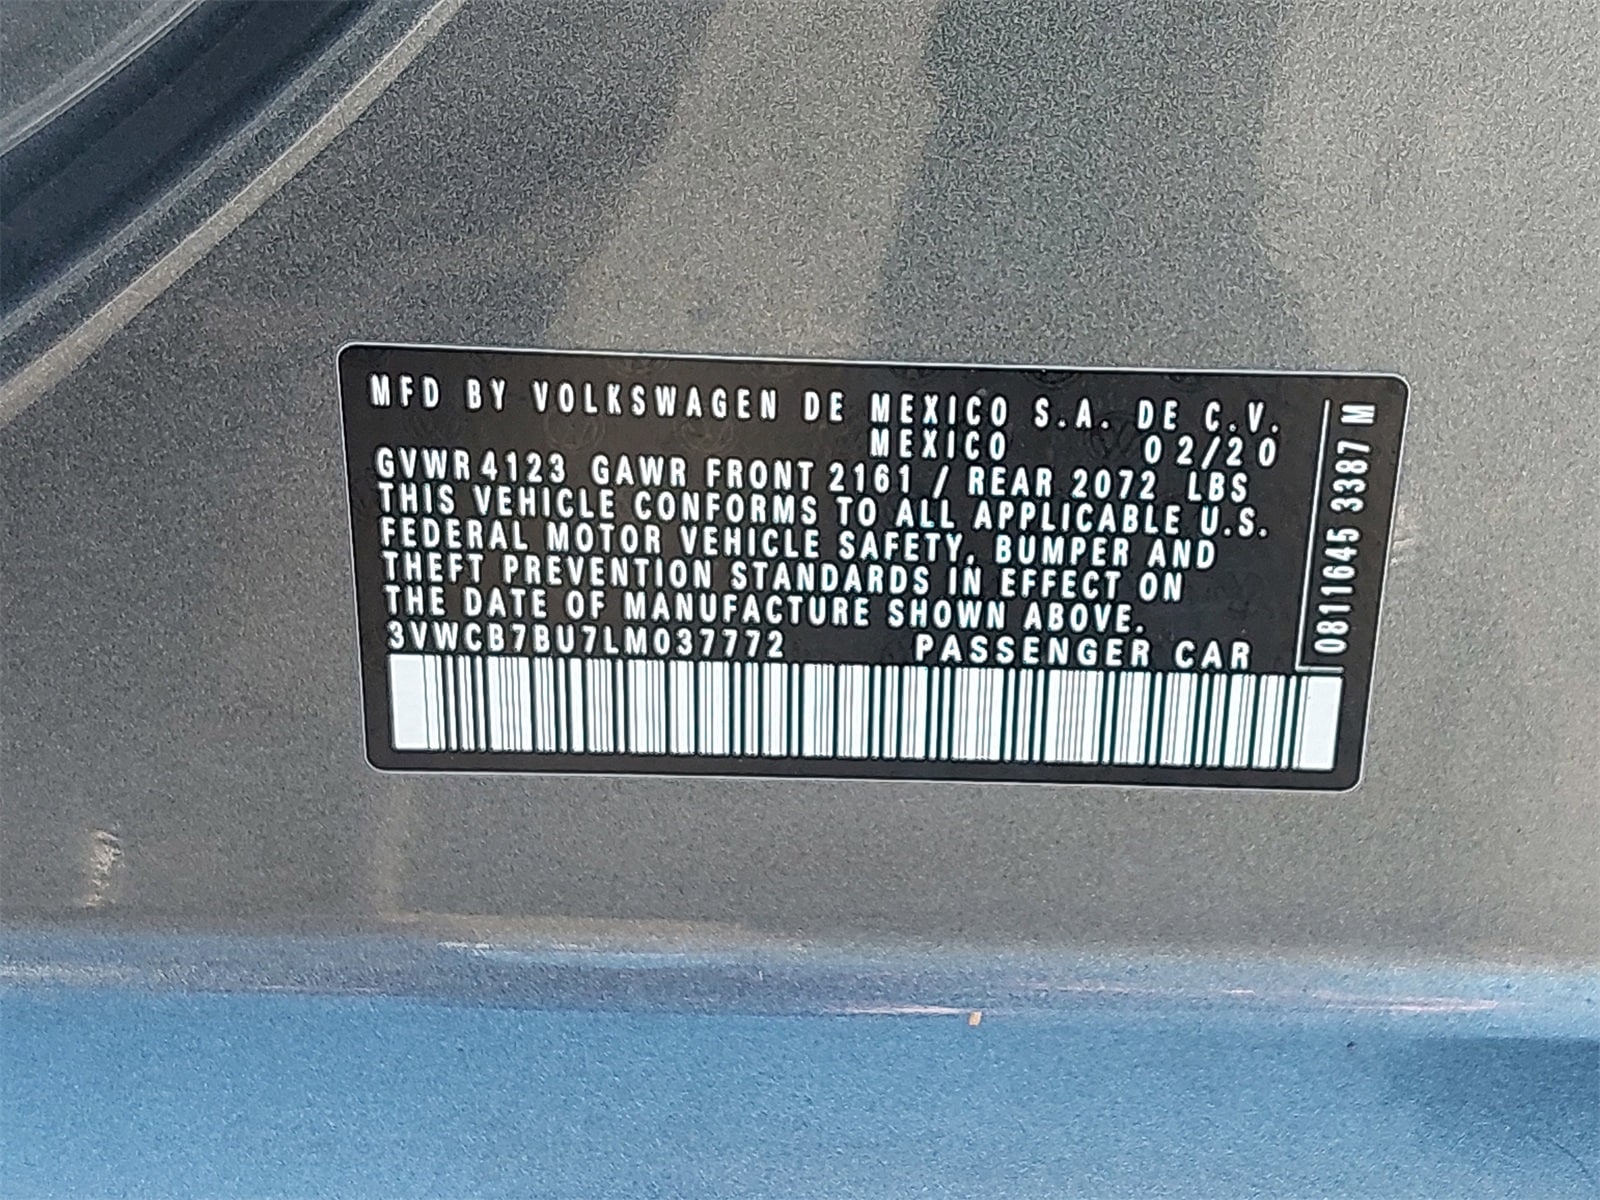 MFD BY VOLKSWAGEN DE MEXICO S.A. DE C.V.
MEXICO 02/20
GVWR 4123 GAWR FRONT 2161 / REAR 2072 LBS
THIS VEHICLE CONFORMS TO ALL APPLICABLE U.S.
FEDERAL MOTOR VEHICLE SAFETY, BUMPER AND
THEFT PREVENTION STANDARDS IN EFFECT ON
THE DATE OF MANUFACTURE SHOWN ABOVE.
3VWCB7BU7LM037772 PASSENGER CAR
0811645 3387 M